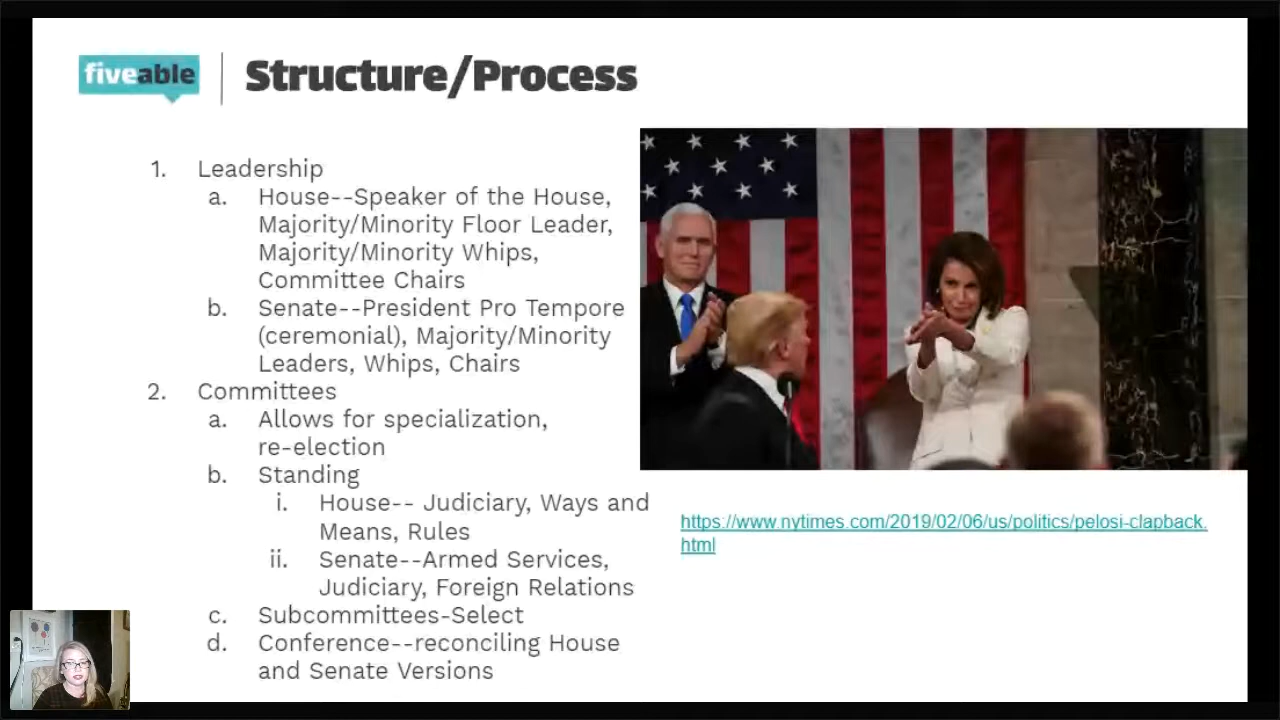 fiveable
Structure/Process
1. Leadership
a. House--Speaker of the House,
Majority/Minority Floor Leader,
Majority/Minority Whips,
Committee Chairs
b. Senate--President Pro Tempore
(ceremonial), Majority/Minority
Leaders, Whips, Chairs
2. Committees
a. Allows for specialization,
re-election
b. Standing
i. House-- Judiciary, Ways and
Means, Rules
ii. Senate--Armed Services,
Judiciary, Foreign Relations
c. Subcommittees-Select
d. Conference--reconciling House
and Senate Versions
https://www.nytimes.com/2019/02/06/us/politics/pelosi-clapback.
html